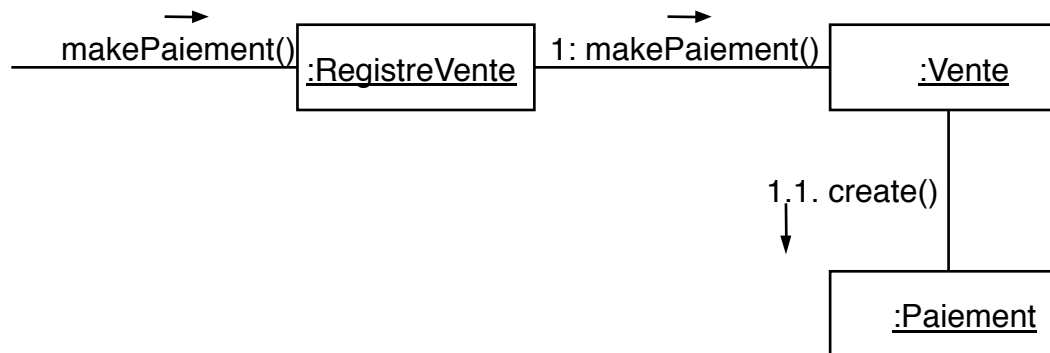 makePaiement()
:RegistreVente
1: makePaiement()
:Vente
1.1. create()
:Paiement